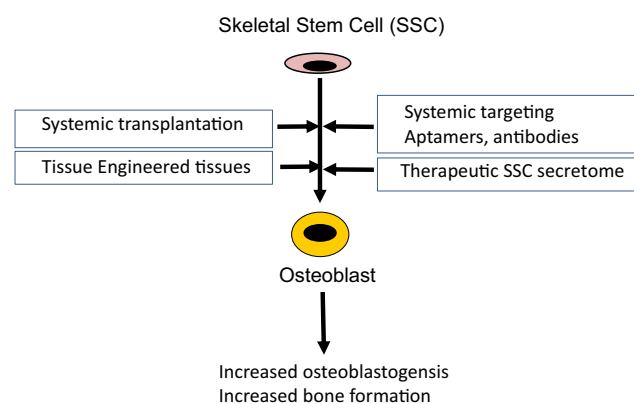 Skeletal Stem Cell (SSC)
Systemic transplantation
Systemic targeting
Aptamers, antibodies
Tissue Engineered tissues
Therapeutic SSC secretome
Osteoblast
Increased osteoblastogensis
Increased bone formation